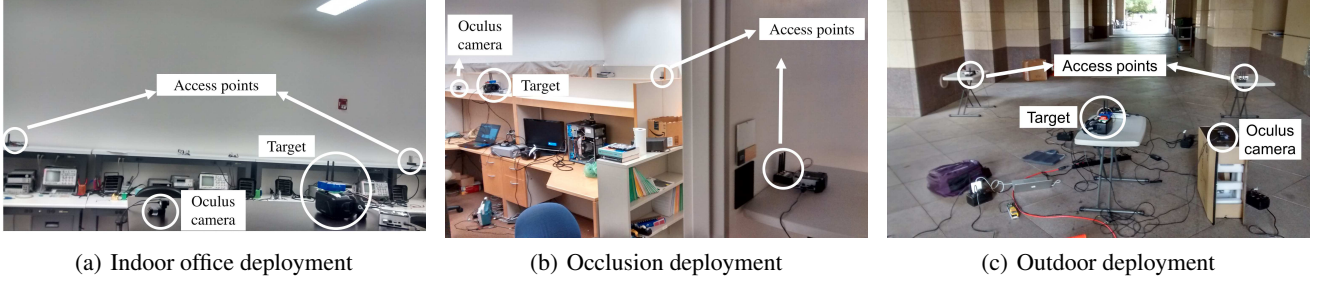 Access points
Target
Oculus
camera
(a) Indoor office deployment
Oculus
camera
Target
Access points
(b) Occlusion deployment
Access points
Target
Oculus
camera
(c) Outdoor deployment